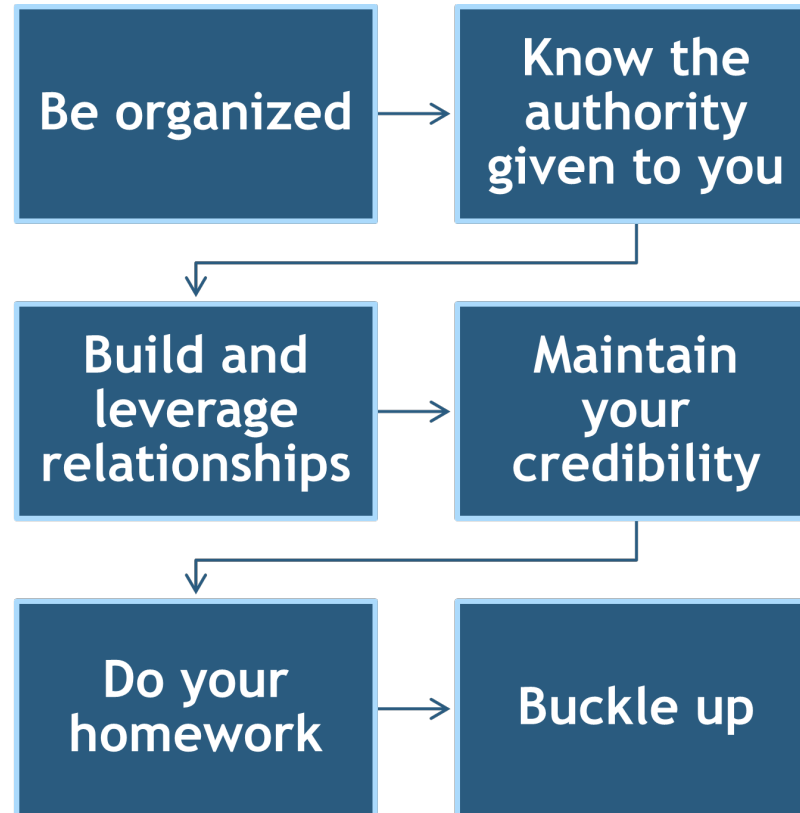 Be organized
Know the
authority
given to you
Build and
leverage
relationships
Maintain
your
credibility
Do your
homework
Buckle up